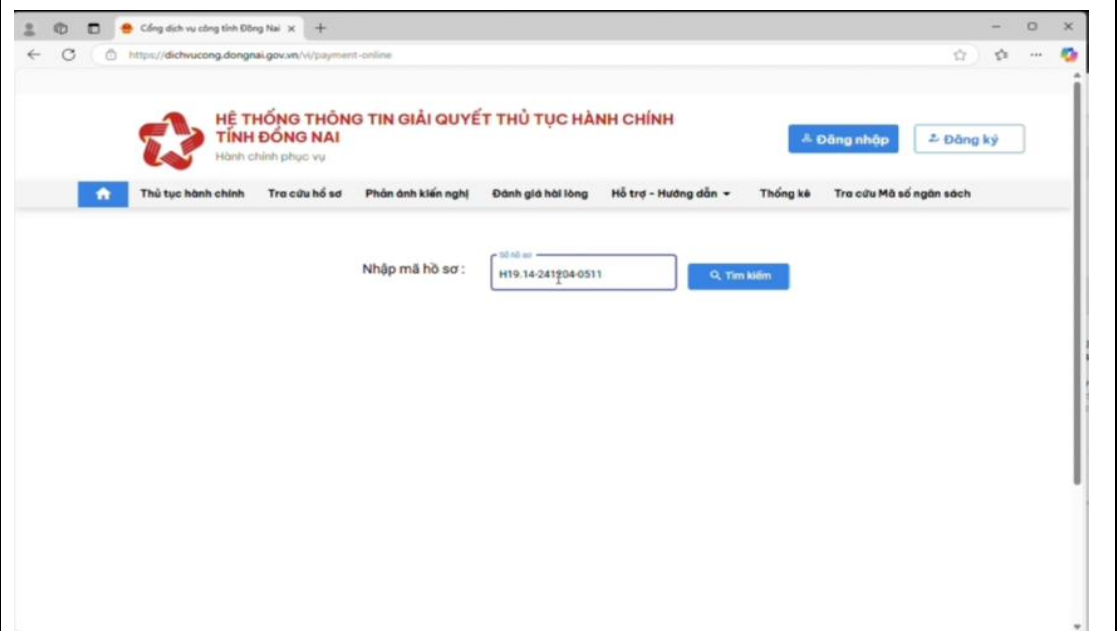 Cổng dịch vụ công tỉnh Đồng Nai
https://dichvucong.dongnai.gov.vn/vi/payment-online
HỆ THỐNG THÔNG TIN GIẢI QUYẾT THỦ TỤC HÀNH CHÍNH
TỈNH ĐỒNG NAI
Hành chính phục vụ
Đăng nhập
Đăng ký
Thủ tục hành chính Tra cứu hồ sơ Phản ánh kiến nghị Đánh giá hài lòng Hỗ trợ - Hướng dẫn Thống kê Tra cứu Mã số ngân sách
Số hồ sơ
Nhập mã hồ sơ : H19.14-241204-0511 Tìm kiếm